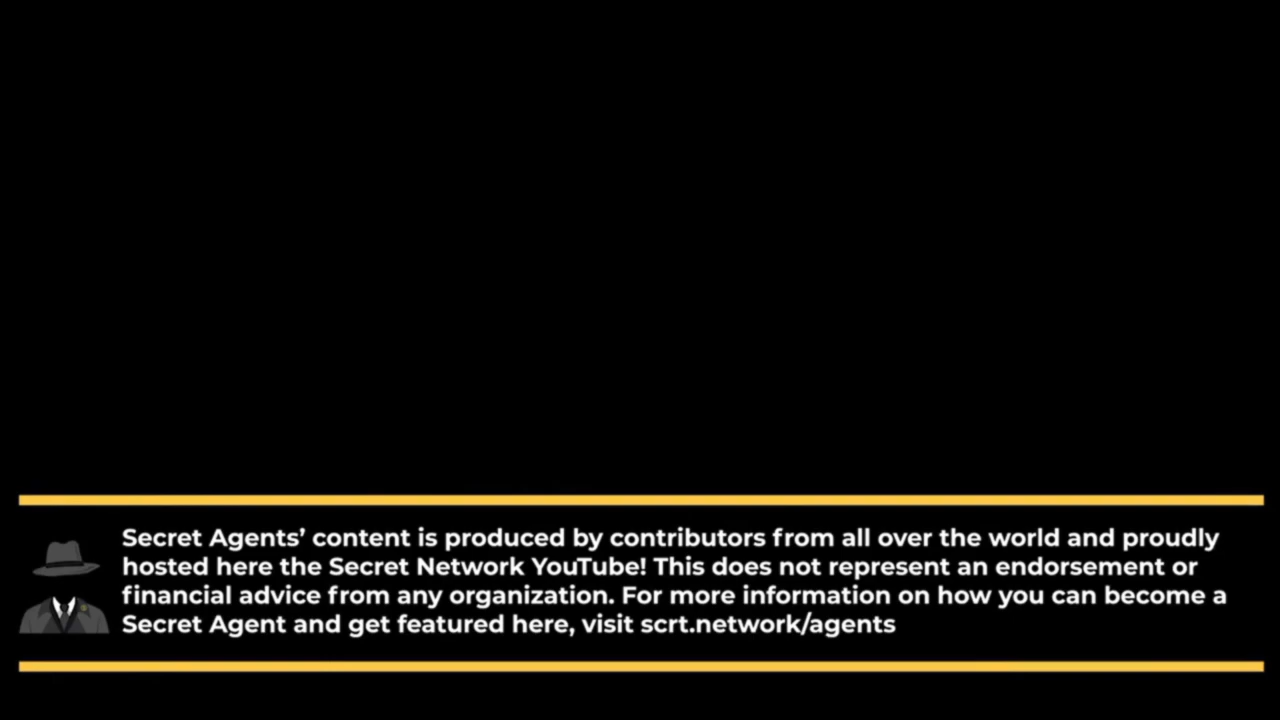 Secret Agents’ content is produced by contributors from all over the world and proudly
hosted here the Secret Network YouTube! This does not represent an endorsement or
financial advice from any organization. For more information on how you can become a
Secret Agent and get featured here, visit scrt.network/agents